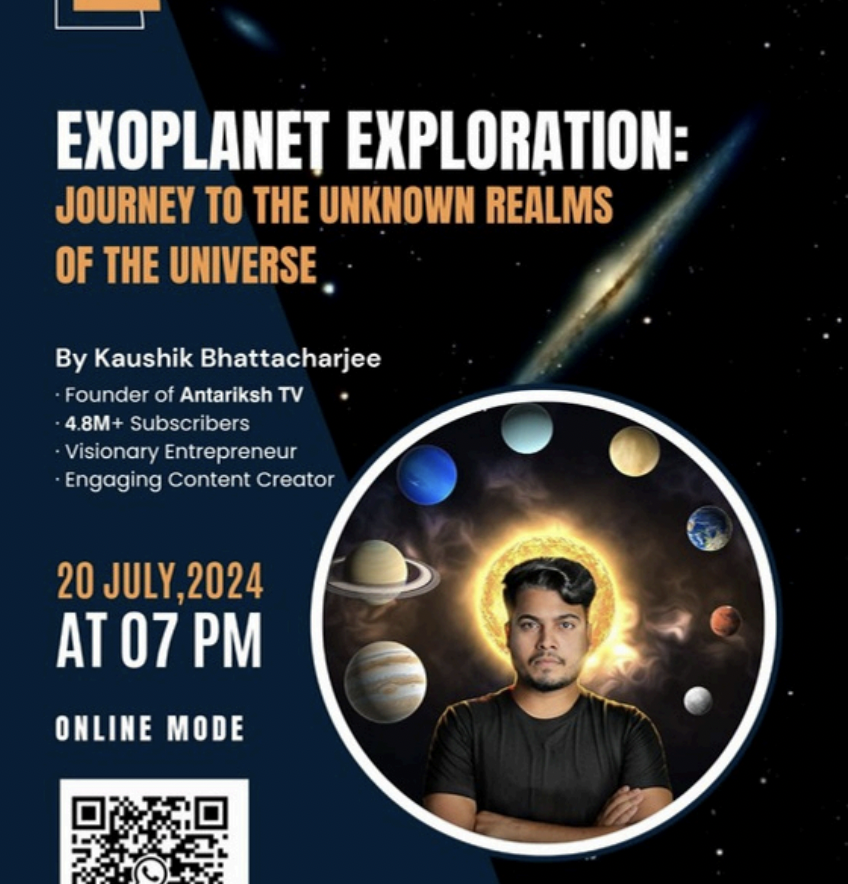 EXOPLANET EXPLORATION:
JOURNEY TO THE UNKNOWN REALMS
OF THE UNIVERSE
By Kaushik Bhattacharjee
· Founder of Antariksh TV
· 4.8M+ Subscribers
· Visionary Entrepreneur
· Engaging Content Creator
20 JULY,2024
AT 07 PM
ONLINE MODE